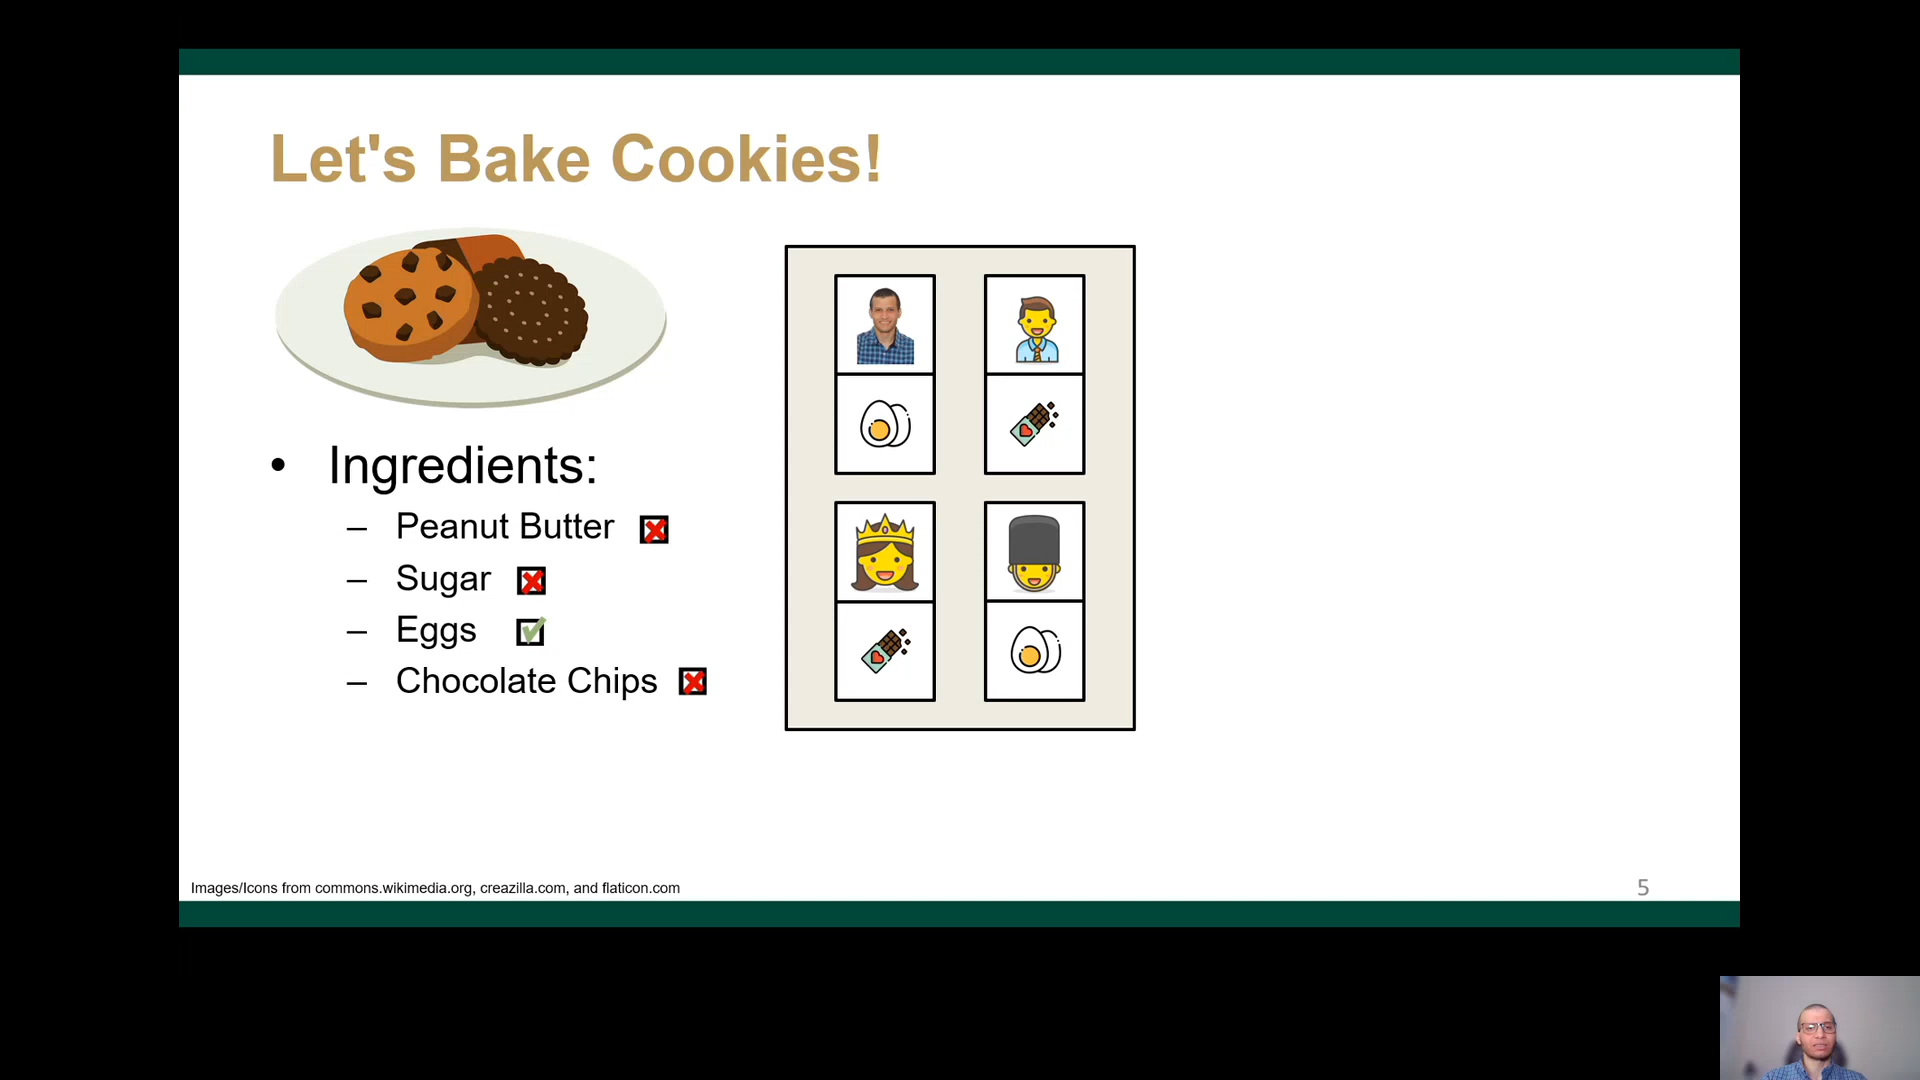 Let's Bake Cookies!
• Ingredients:
– Peanut Butter
– Sugar
– Eggs
– Chocolate Chips
Images/Icons from commons.wikimedia.org, creazilla.com, and flaticon.com
5